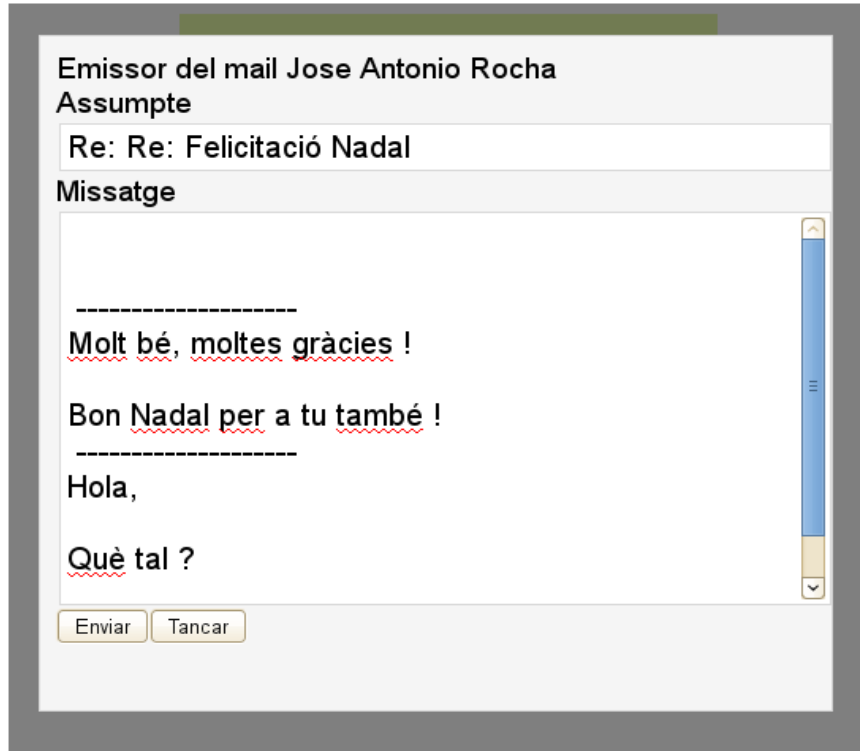 Emissor del mail Jose Antonio Rocha
Assumpte
Re: Re: Felicitació Nadal
Missatge
--------------------
Molt bé, moltes gràcies !
Bon Nadal per a tu també !
--------------------
Hola,
Què tal ?
Enviar Tancar